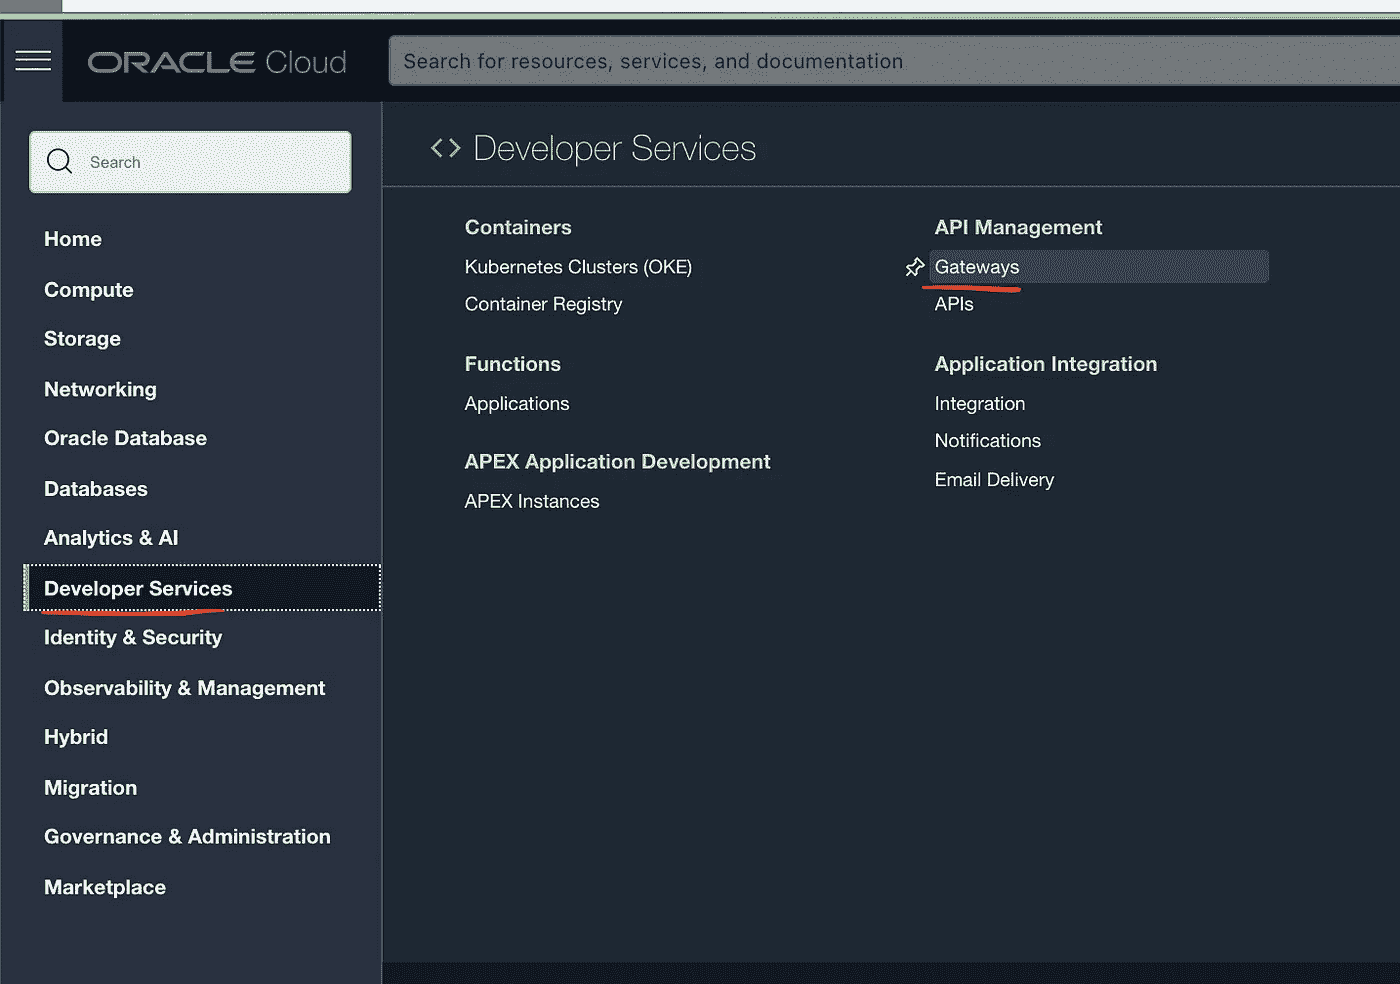 ORACLE Cloud
Search for resources, services, and documentation
Search
Home
Compute
Storage
Networking
Oracle Database
Databases
Analytics & AI
Developer Services
Identity & Security
Observability & Management
Hybrid
Migration
Governance & Administration
Marketplace
<> Developer Services
Containers
Kubernetes Clusters (OKE)
Container Registry
Functions
Applications
APEX Application Development
APEX Instances
API Management
Gateways
APIs
Application Integration
Integration
Notifications
Email Delivery